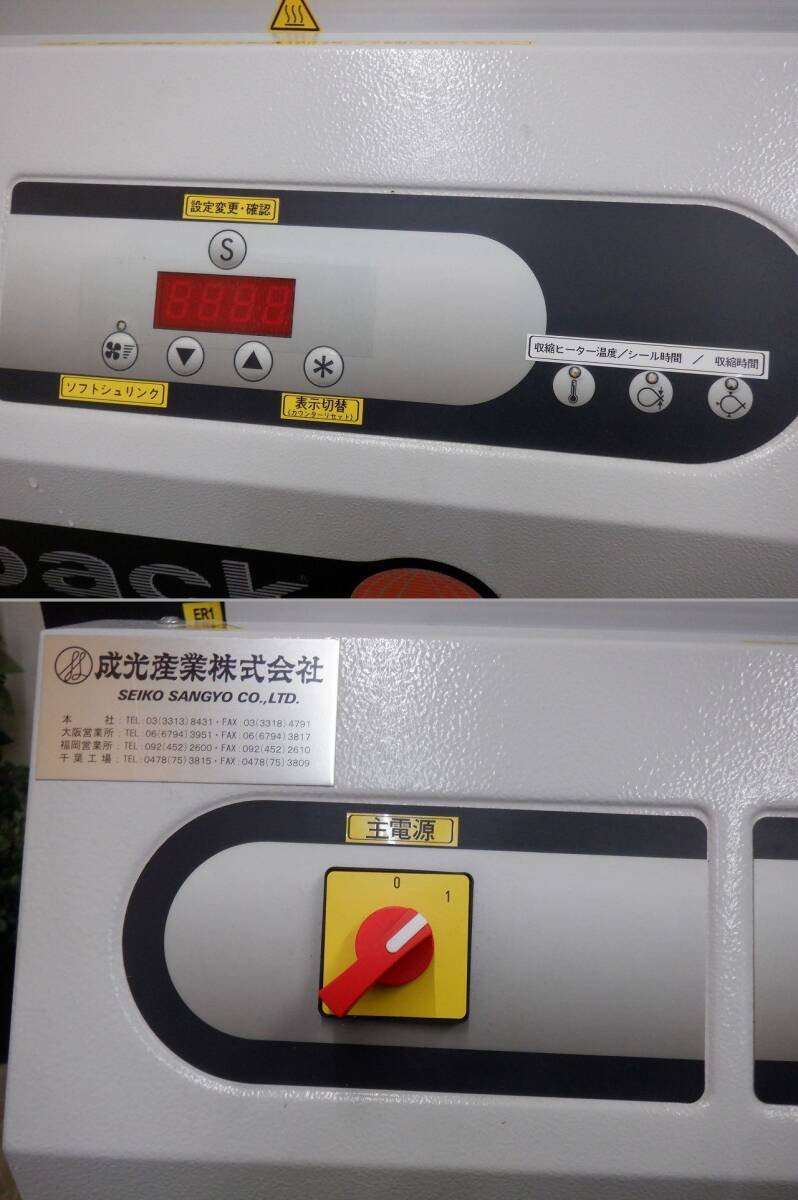 設定変更・確認
S
8888
ソフトシュリンク
表示切替
(カウンターリセット)
収縮ヒーター温度／シール時間 ／ 収縮時間
pack®
ER1
成光産業株式会社
SEIKO SANGYO CO.,LTD.
本 社：TEL:03(3313)8431・FAX:03(3318)4791
大阪営業所：TEL:06(6794)3951・FAX:06(6794)3817
福岡営業所：TEL:092(452)2600・FAX:092(452)2610
千葉工場：TEL:0478(75)3815・FAX:0478(75)3809
主電源
0
1